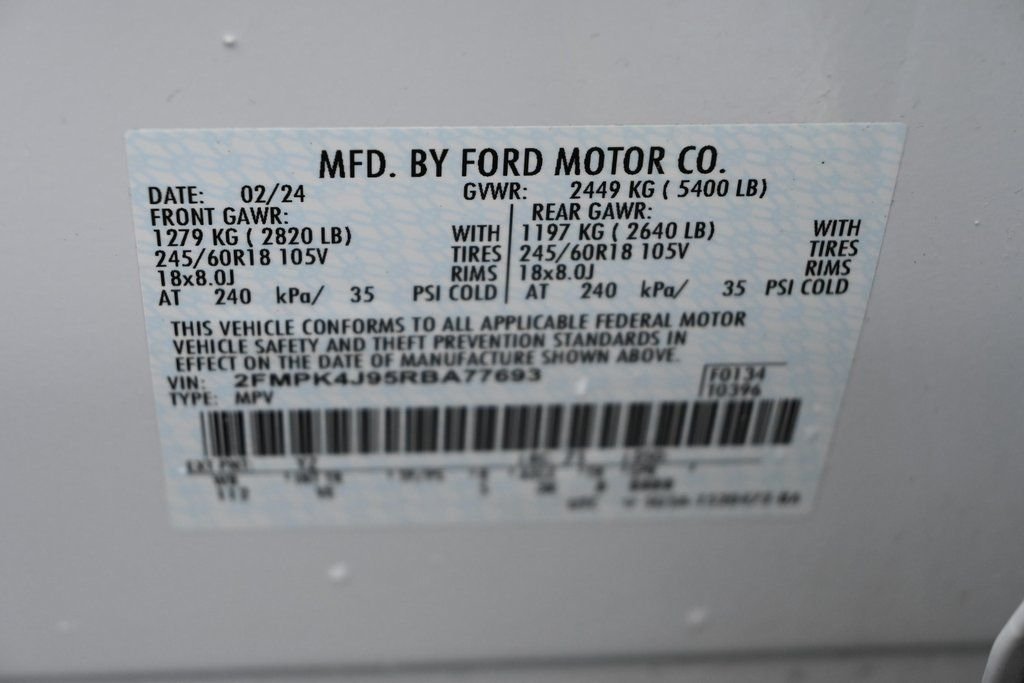 MFD. BY FORD MOTOR CO.
DATE: 02/24 GVWR: 2449 KG ( 5400 LB)
FRONT GAWR: REAR GAWR:
1279 KG ( 2820 LB) WITH 1197 KG ( 2640 LB) WITH
245/60R18 105V TIRES 245/60R18 105V TIRES
18x8.0J RIMS 18x8.0J RIMS
AT 240 kPa/ 35 PSI COLD AT 240 kPa/ 35 PSI COLD
THIS VEHICLE CONFORMS TO ALL APPLICABLE FEDERAL MOTOR
VEHICLE SAFETY AND THEFT PREVENTION STANDARDS IN
EFFECT ON THE DATE OF MANUFACTURE SHOWN ABOVE.
VIN: 2FMPK4J95RBA77693 F0134
TYPE: MPV 10396
EXT PNT:
WB
112